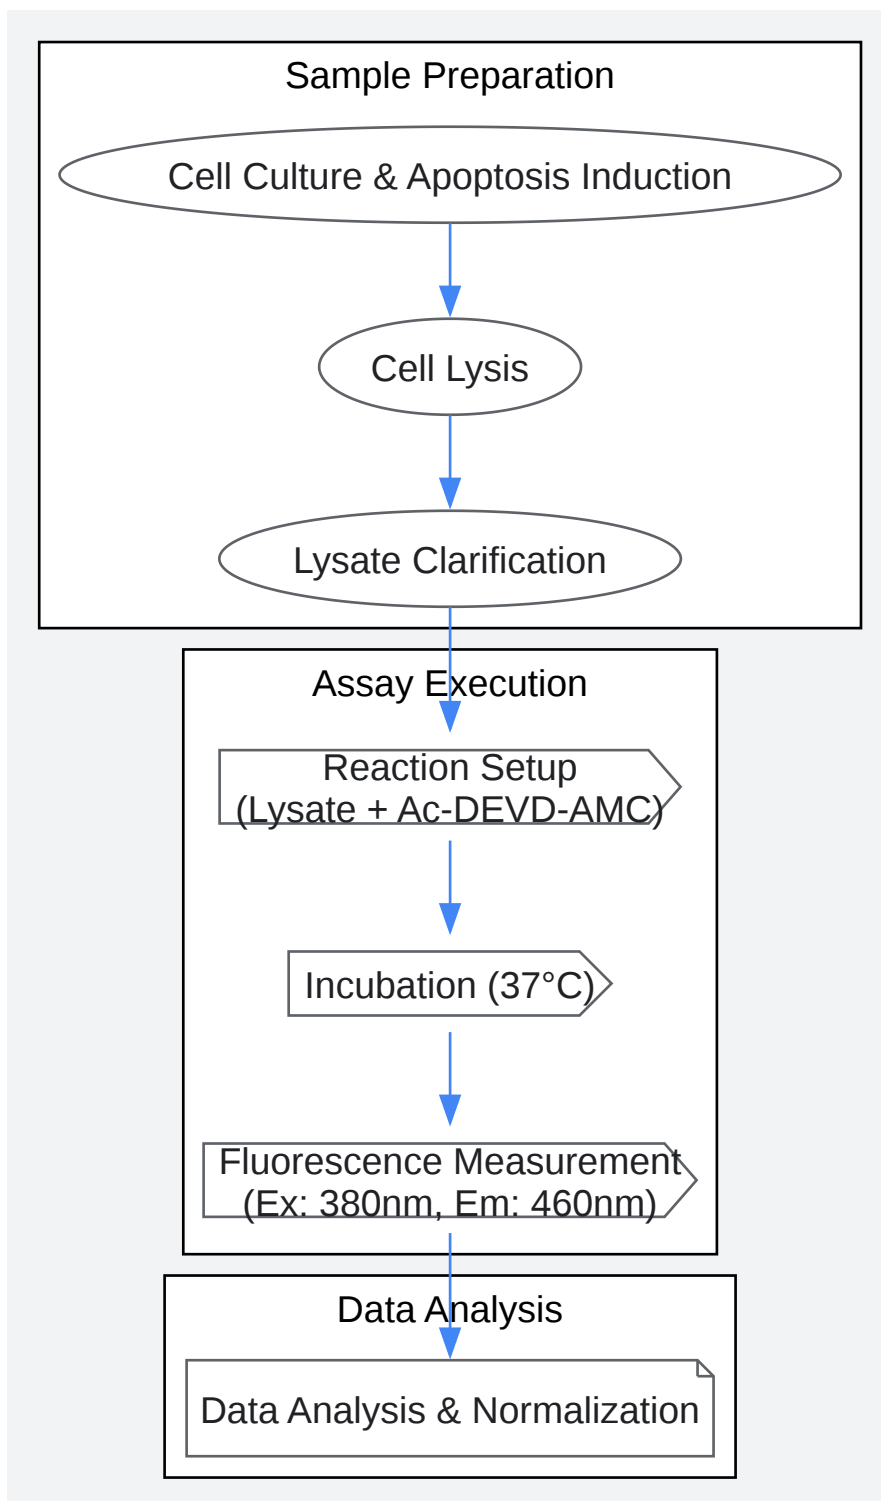 Sample Preparation
Cell Culture & Apoptosis Induction
Cell Lysis
Lysate Clarification
Assay Execution
Reaction Setup
(Lysate + Ac-DEVD-AMC)
Incubation (37°C)
Fluorescence Measurement
(Ex: 380nm, Em: 460nm)
Data Analysis
Data Analysis & Normalization